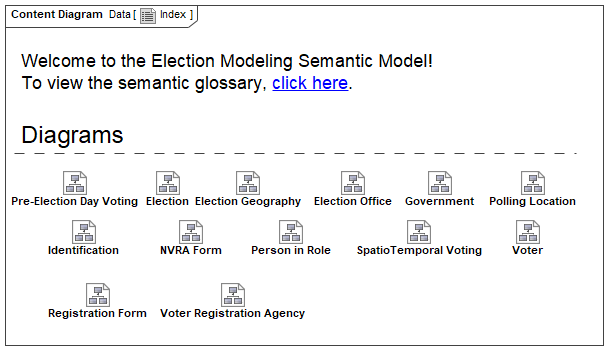 Content Diagram Data [ Index ]
Welcome to the Election Modeling Semantic Model!
To view the semantic glossary, click here.
Diagrams
Pre-Election Day Voting Election Election Geography Election Office Government Polling Location
Identification NVRA Form Person in Role SpatioTemporal Voting Voter
Registration Form Voter Registration Agency